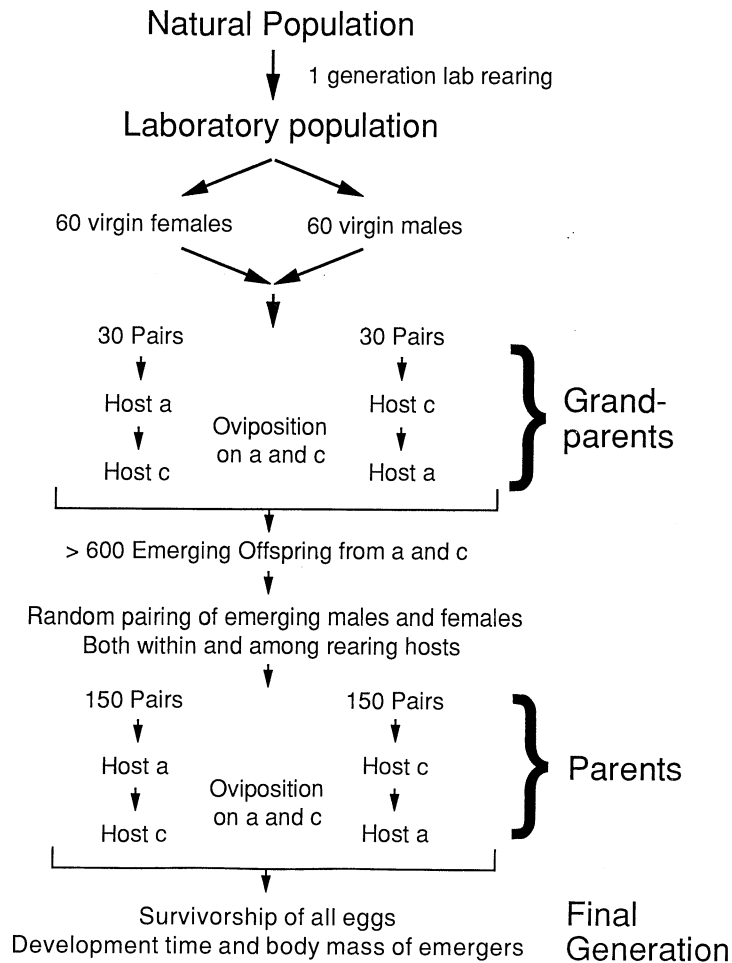 Natural Population
1 generation lab rearing
Laboratory population
60 virgin females
60 virgin males
30 Pairs
30 Pairs
Host a
Host c
Oviposition
on a and c
Host c
Host a
Grand-
parents
> 600 Emerging Offspring from a and c
Random pairing of emerging males and females
Both within and among rearing hosts
150 Pairs
150 Pairs
Host a
Host c
Oviposition
on a and c
Host c
Host a
Parents
Survivorship of all eggs
Development time and body mass of emergers
Final
Generation